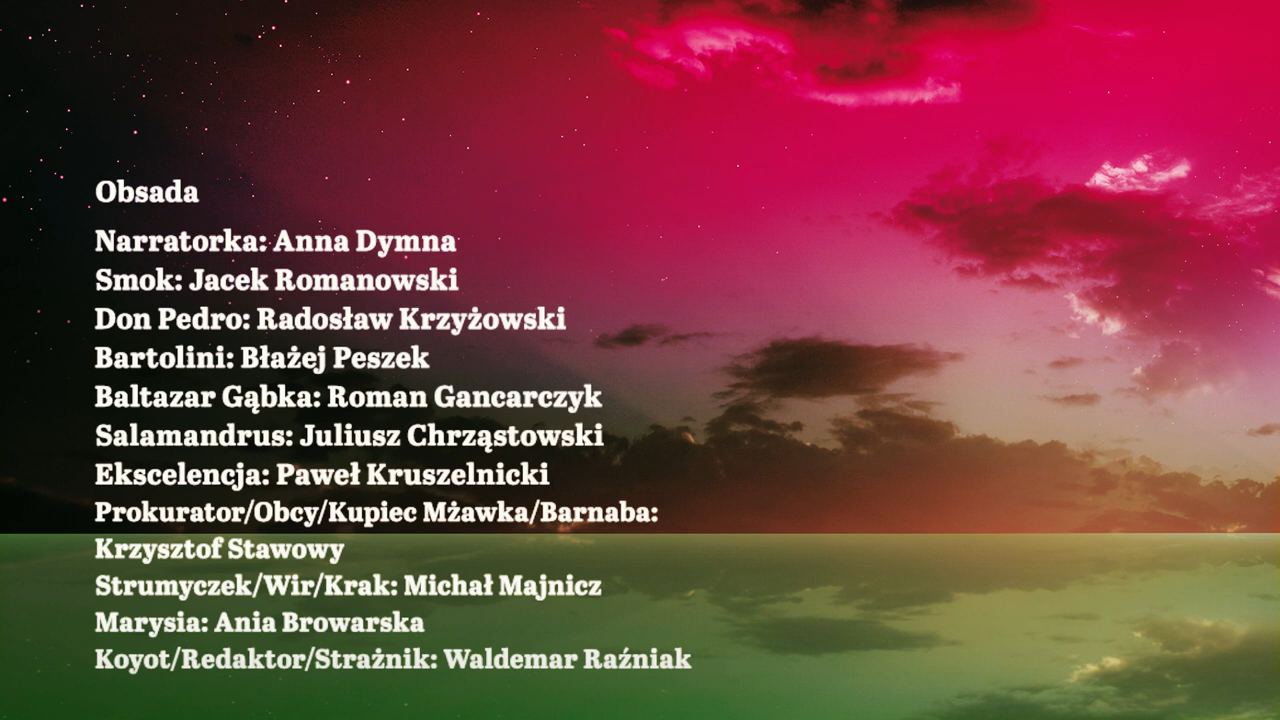 Obsada
Narratorka: Anna Dymna
Smok: Jacek Romanowski
Don Pedro: Radosław Krzyżowski
Bartolini: Błażej Peszek
Baltazar Gąbka: Roman Gancarczyk
Salamandrus: Juliusz Chrząstowski
Ekscelencja: Paweł Kruszelnicki
Prokurator/Obcy/Kupiec Mżawka/Barnaba:
Krzysztof Stawowy
Strumyczek/Wir/Krak: Michał Majnicz
Marysia: Ania Browarska
Koyot/Redaktor/Strażnik: Waldemar Raźniak